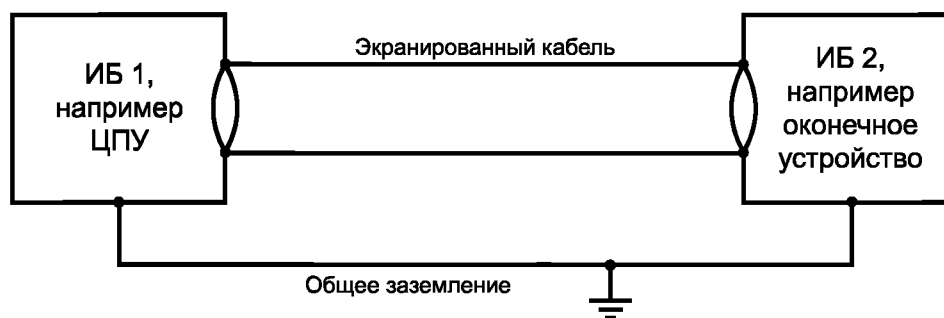 Экранированный кабель
ИБ 1,
например
ЦПУ
ИБ 2,
например
оконечное
устройство
Общее заземление